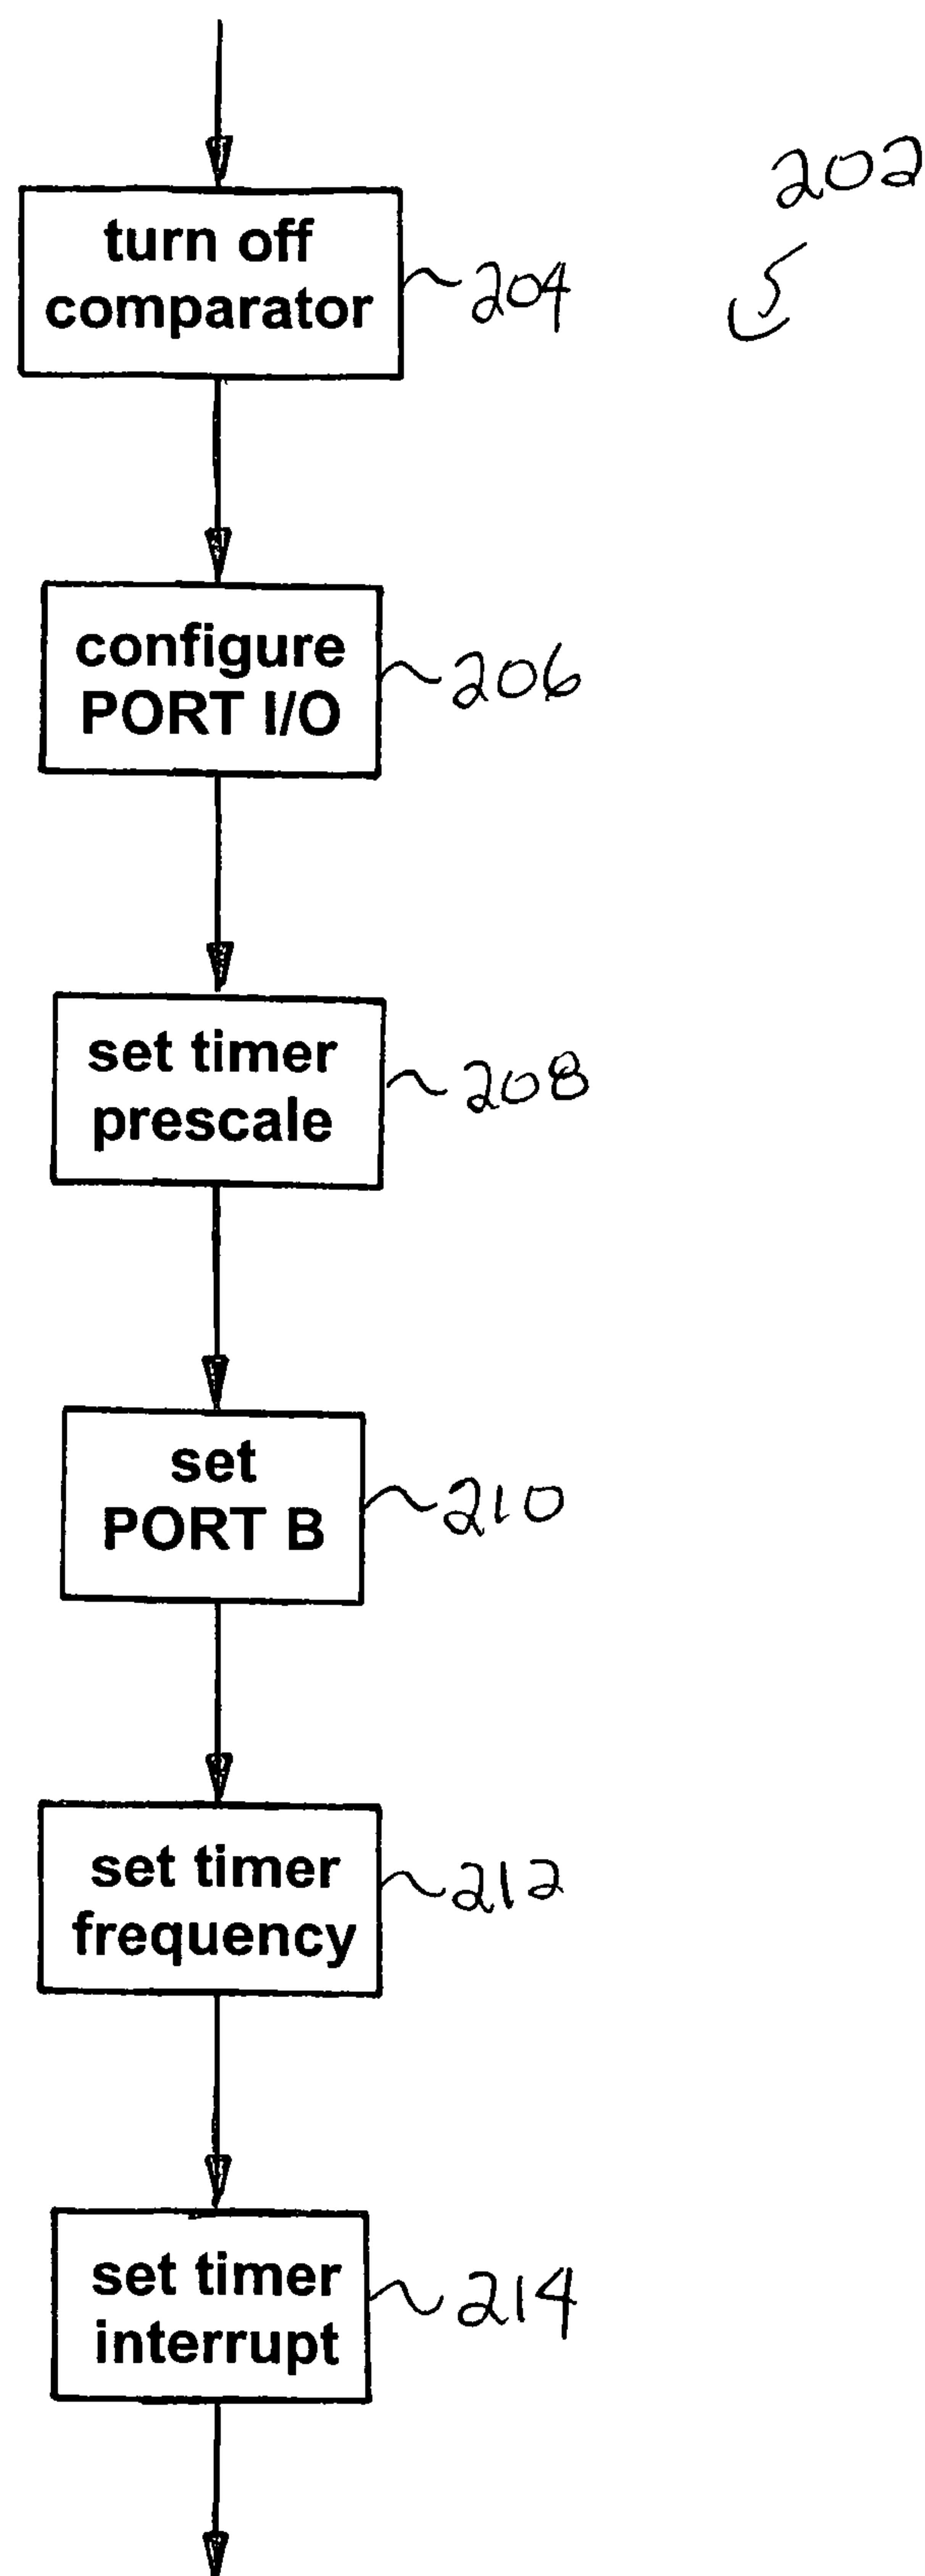 202
turn off
comparator
204
configure
PORT I/O
206
set timer
prescale
208
set
PORT B
210
set timer
frequency
212
set timer
interrupt
214